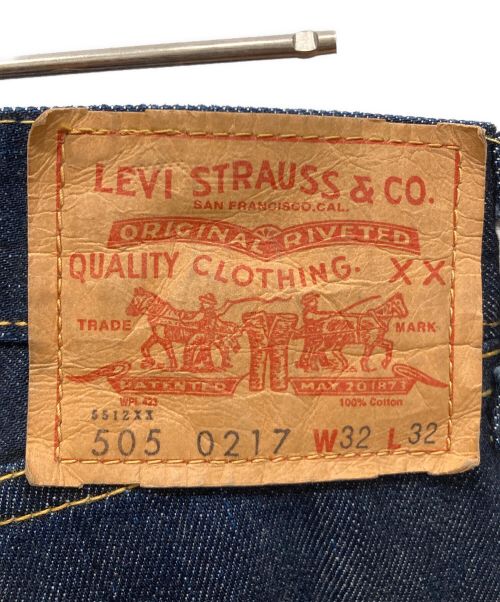 LEVI STRAUSS & CO.
SAN FRANCISCO.CAL.
ORIGINAL RIVETED
QUALITY CLOTHING. XX
TRADE MARK
PATENTED MAY 20 1873
WPL 423 100% Cotton
5512XX
505 0217 W32 L32